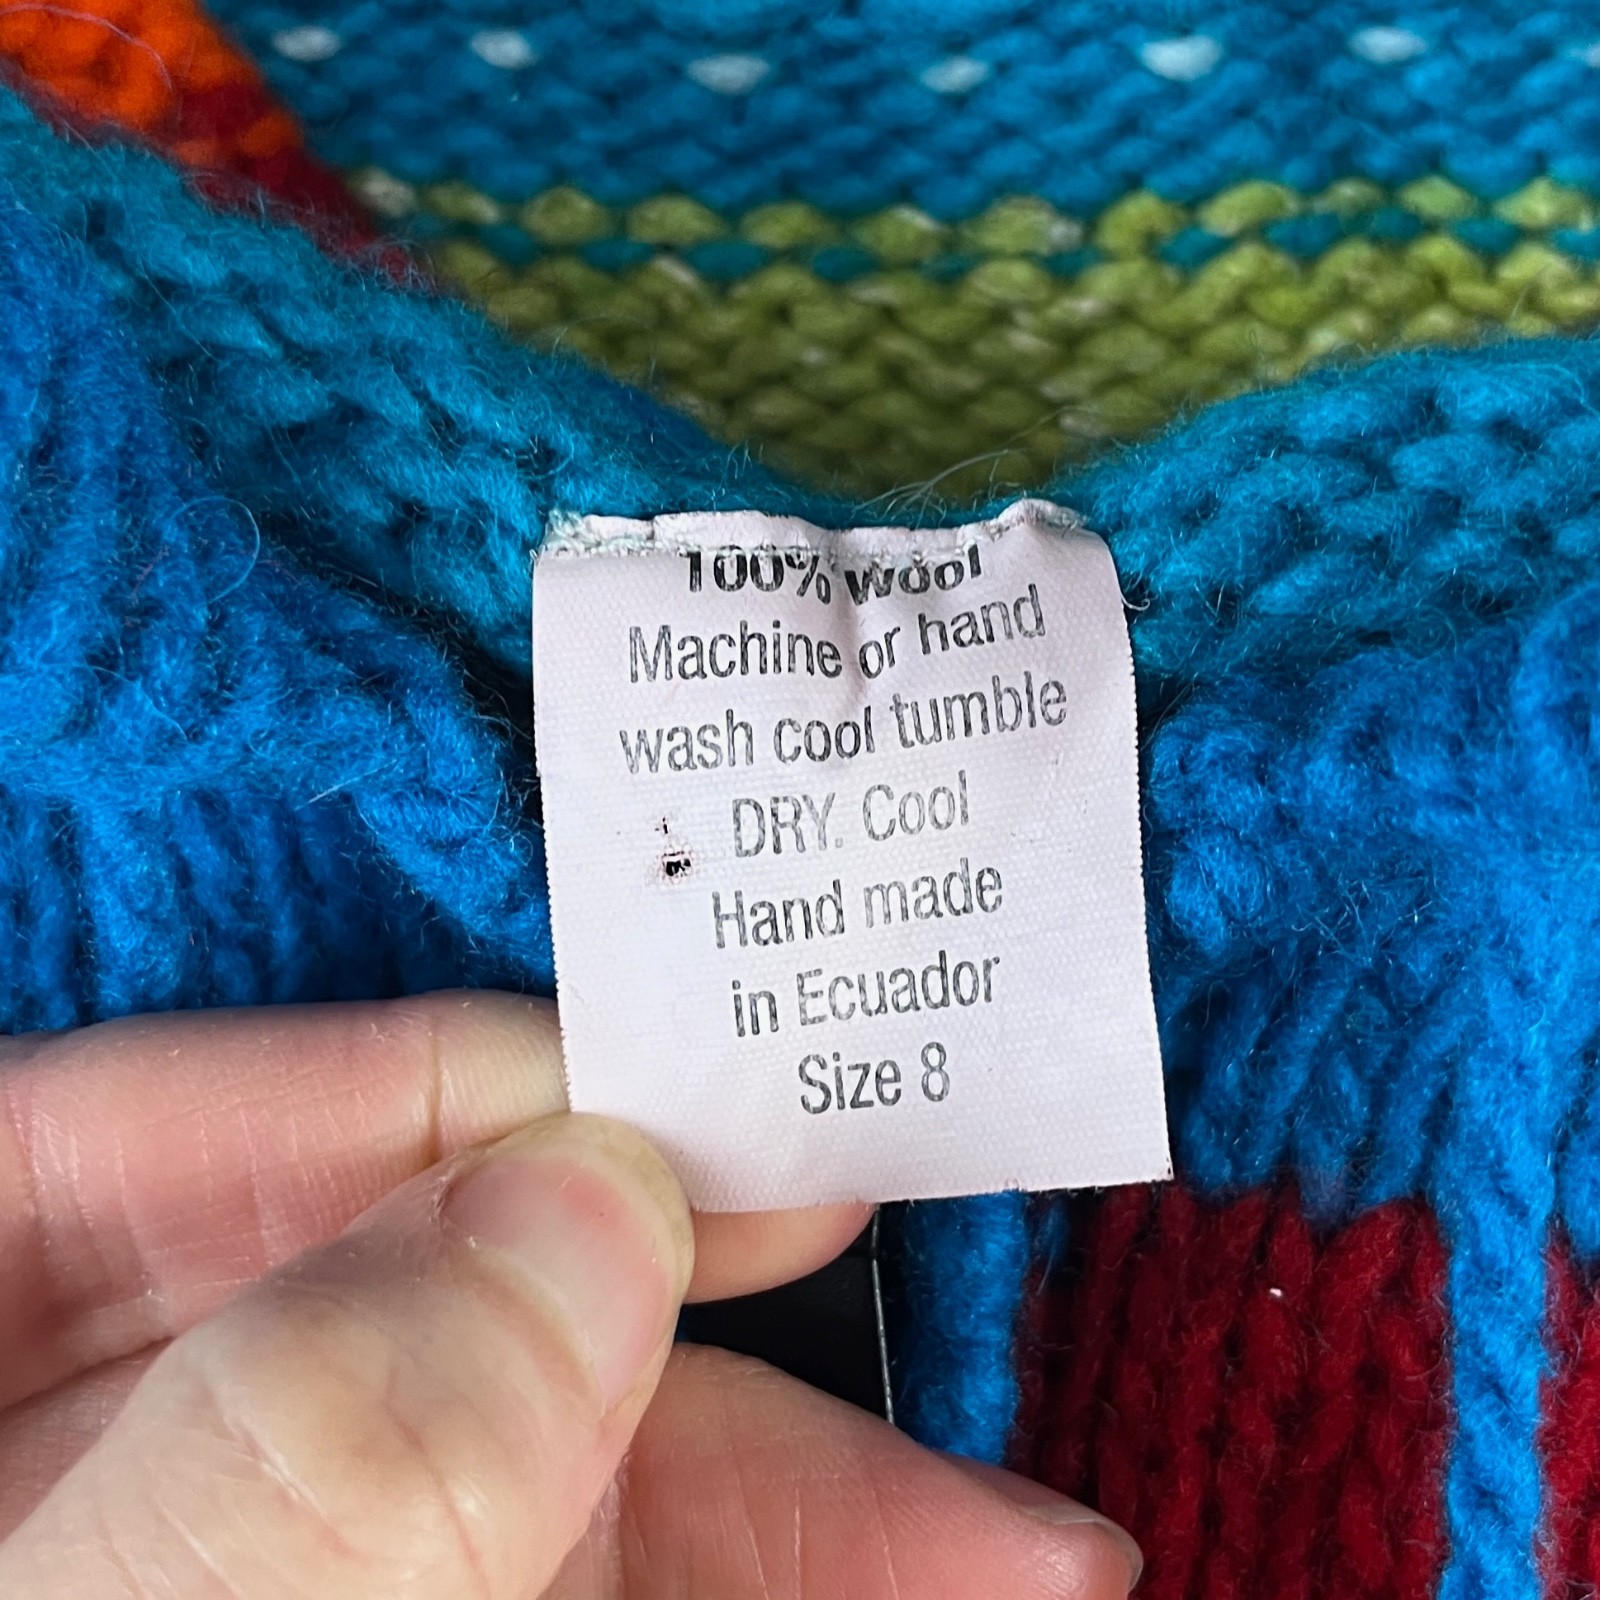 100% wool
Machine or hand
wash cool tumble
DRY. Cool
Hand made
in Ecuador
Size 8